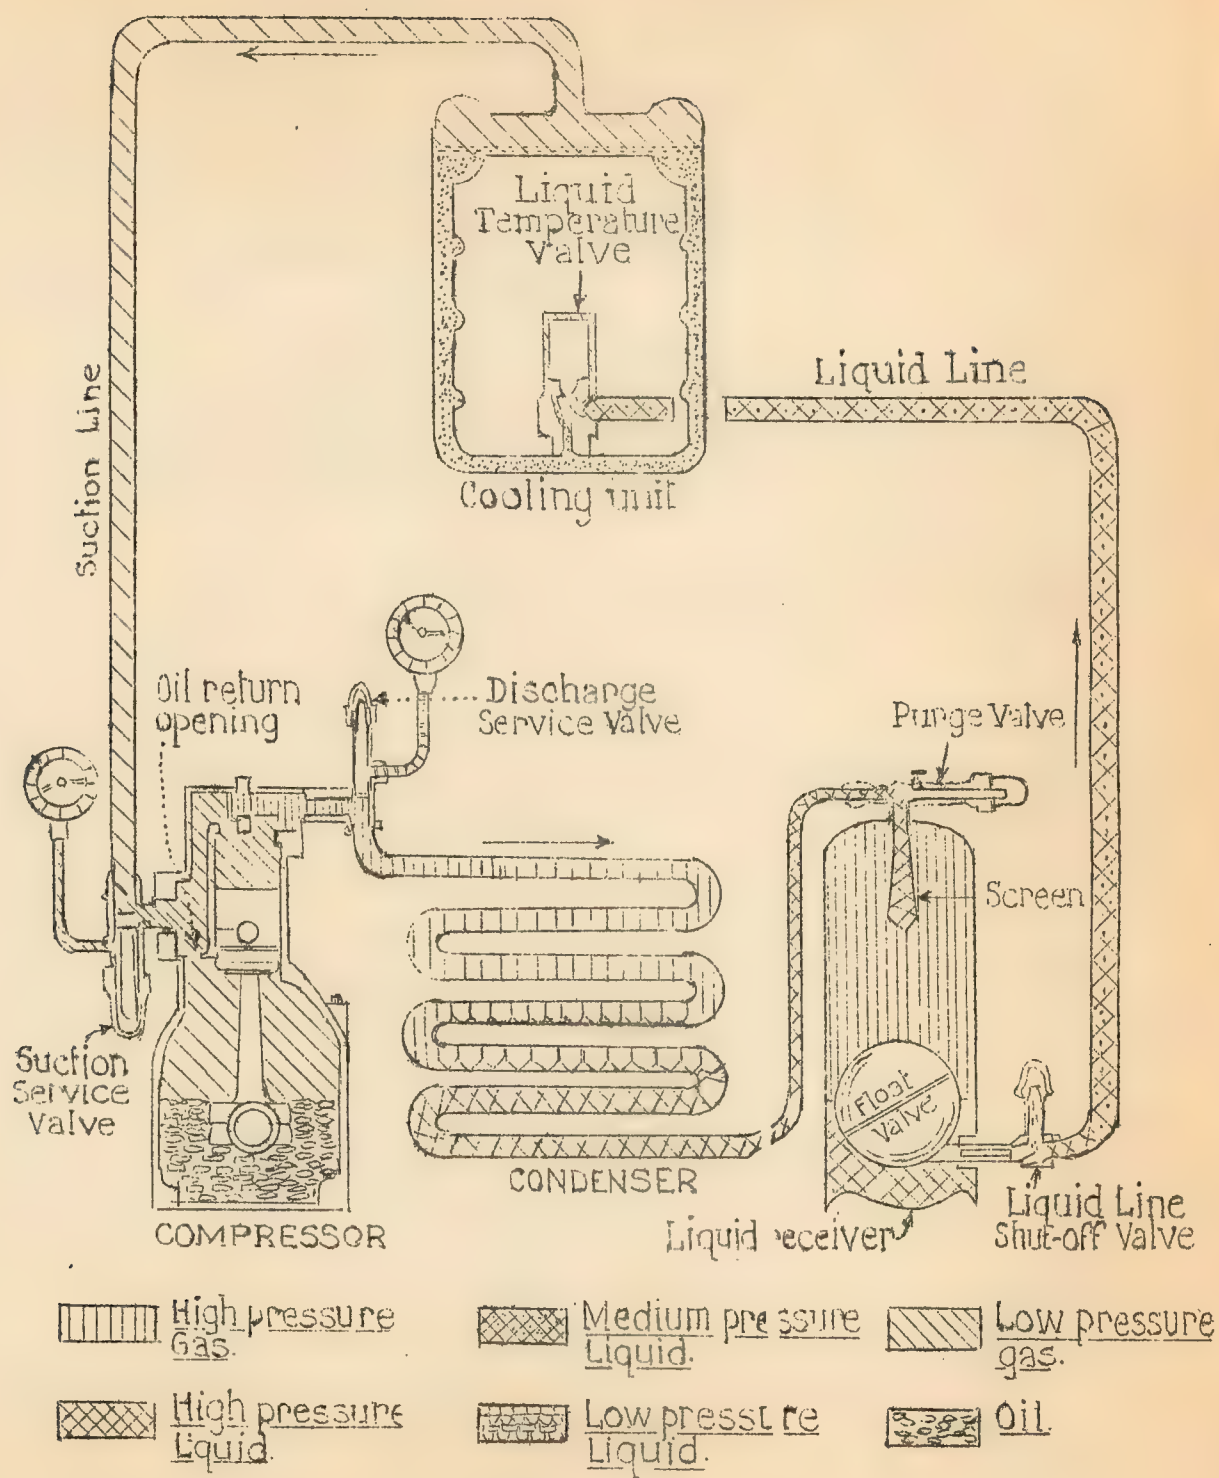 Liquid
Temperature
Valve
Liquid Line
Suction Line
Cooling unit
Oil return
opening
Discharge
Service Valve
Purge Valve
Screen
Suction
Service
Valve
Float
Valve
CONDENSER
COMPRESSOR
Liquid receiver
Liquid Line
Shut-off Valve
High pressure
Gas.
Medium pressure
Liquid.
Low pressure
gas.
High pressure
Liquid.
Low pressure
Liquid.
Oil.